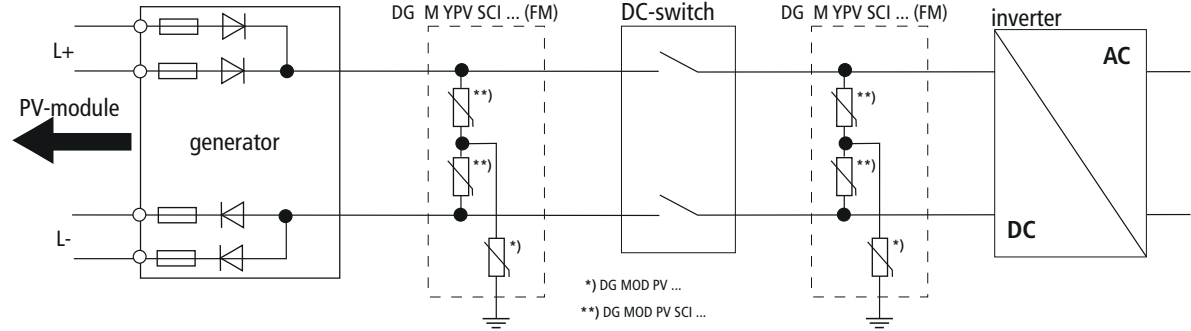 DG M YPV SCI ... (FM)
DC-switch
DG M YPV SCI ... (FM)
inverter
L+
AC
PV-module
**)
**)
generator
**)
**)
L-
DC
*)
*)
*) DG MOD PV ...
**) DG MOD PV SCI ...